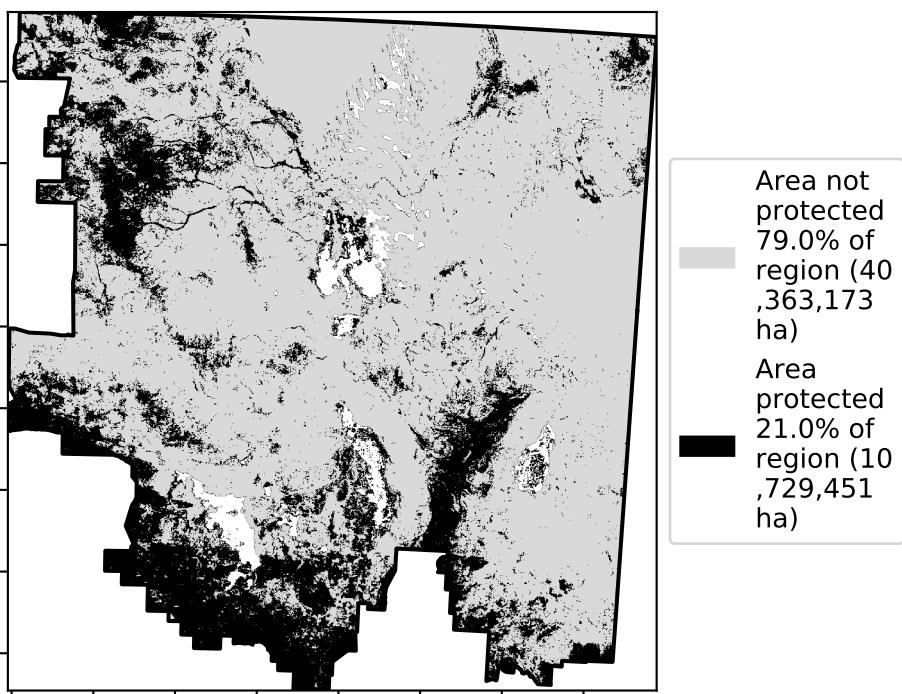 Area not
protected
79.0% of
region (40
,363,173
ha)
Area
protected
21.0% of
region (10
,729,451
ha)